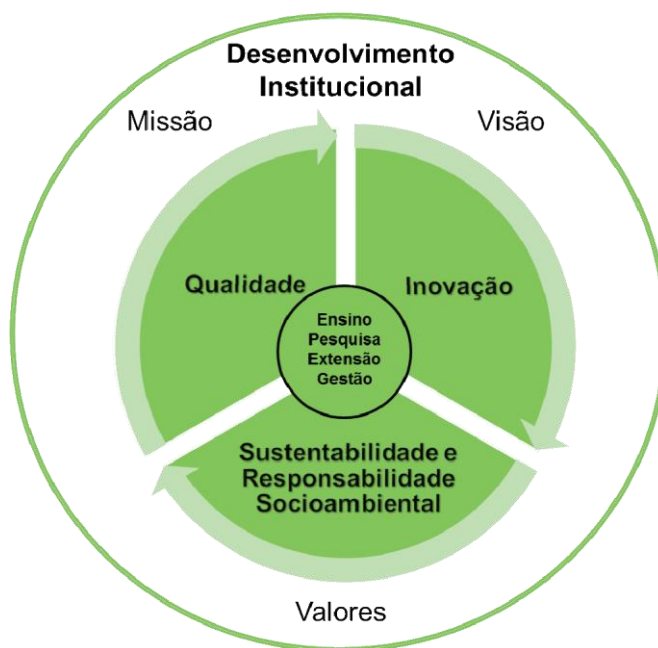 Desenvolvimento
Institucional
Missão
Visão
Qualidade
Inovação
Ensino
Pesquisa
Extensão
Gestão
Sustentabilidade e
Responsabilidade
Socioambiental
Valores